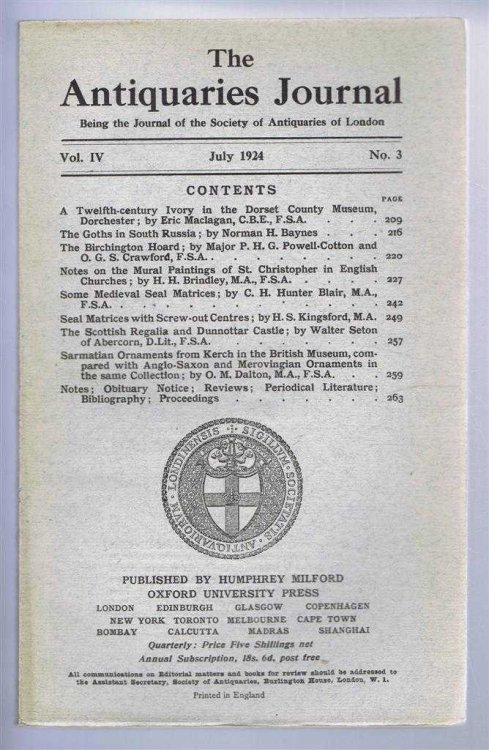 The
Antiquaries Journal
Being the Journal of the Society of Antiquaries of London
Vol. IV July 1924 No. 3
CONTENTS
PAGE
A Twelfth-century Ivory in the Dorset County Museum,
Dorchester; by Eric Maclagan, C.B.E., F.S.A. . . . 209
The Goths in South Russia; by Norman H. Baynes . . . . 216
The Birchington Hoard; by Major P. H. G. Powell-Cotton and
O. G. S. Crawford, F.S.A. . . . . . . . . 220
Notes on the Mural Paintings of St. Christopher in English
Churches; by H. H. Brindley, M.A., F.S.A. . . . . 227
Some Medieval Seal Matrices; by C. H. Hunter Blair, M.A.,
F.S.A. . . . . . . . . . . . 242
Seal Matrices with Screw-out Centres; by H. S. Kingsford, M.A. 249
The Scottish Regalia and Dunnottar Castle; by Walter Seton
of Abercorn, D.Lit., F.S.A. . . . . . . . 257
Sarmatian Ornaments from Kerch in the British Museum, com-
pared with Anglo-Saxon and Merovingian Ornaments in
the same Collection; by O. M. Dalton, M.A., F.S.A. . . . 259
Notes; Obituary Notice; Reviews; Periodical Literature;
Bibliography; Proceedings . . . . . . . 263
SIGILLVM · SOCIETATIS · ANTIQVARIORVM · LONDINENSIS
PUBLISHED BY HUMPHREY MILFORD
OXFORD UNIVERSITY PRESS
LONDON EDINBURGH GLASGOW COPENHAGEN
NEW YORK TORONTO MELBOURNE CAPE TOWN
BOMBAY CALCUTTA MADRAS SHANGHAI
Quarterly: Price Five Shillings net
Annual Subscription, 18s. 6d. post free
All communications on Editorial matters and books for review should be addressed to
the Assistant Secretary, Society of Antiquaries, Burlington House, London, W. 1.
Printed in England